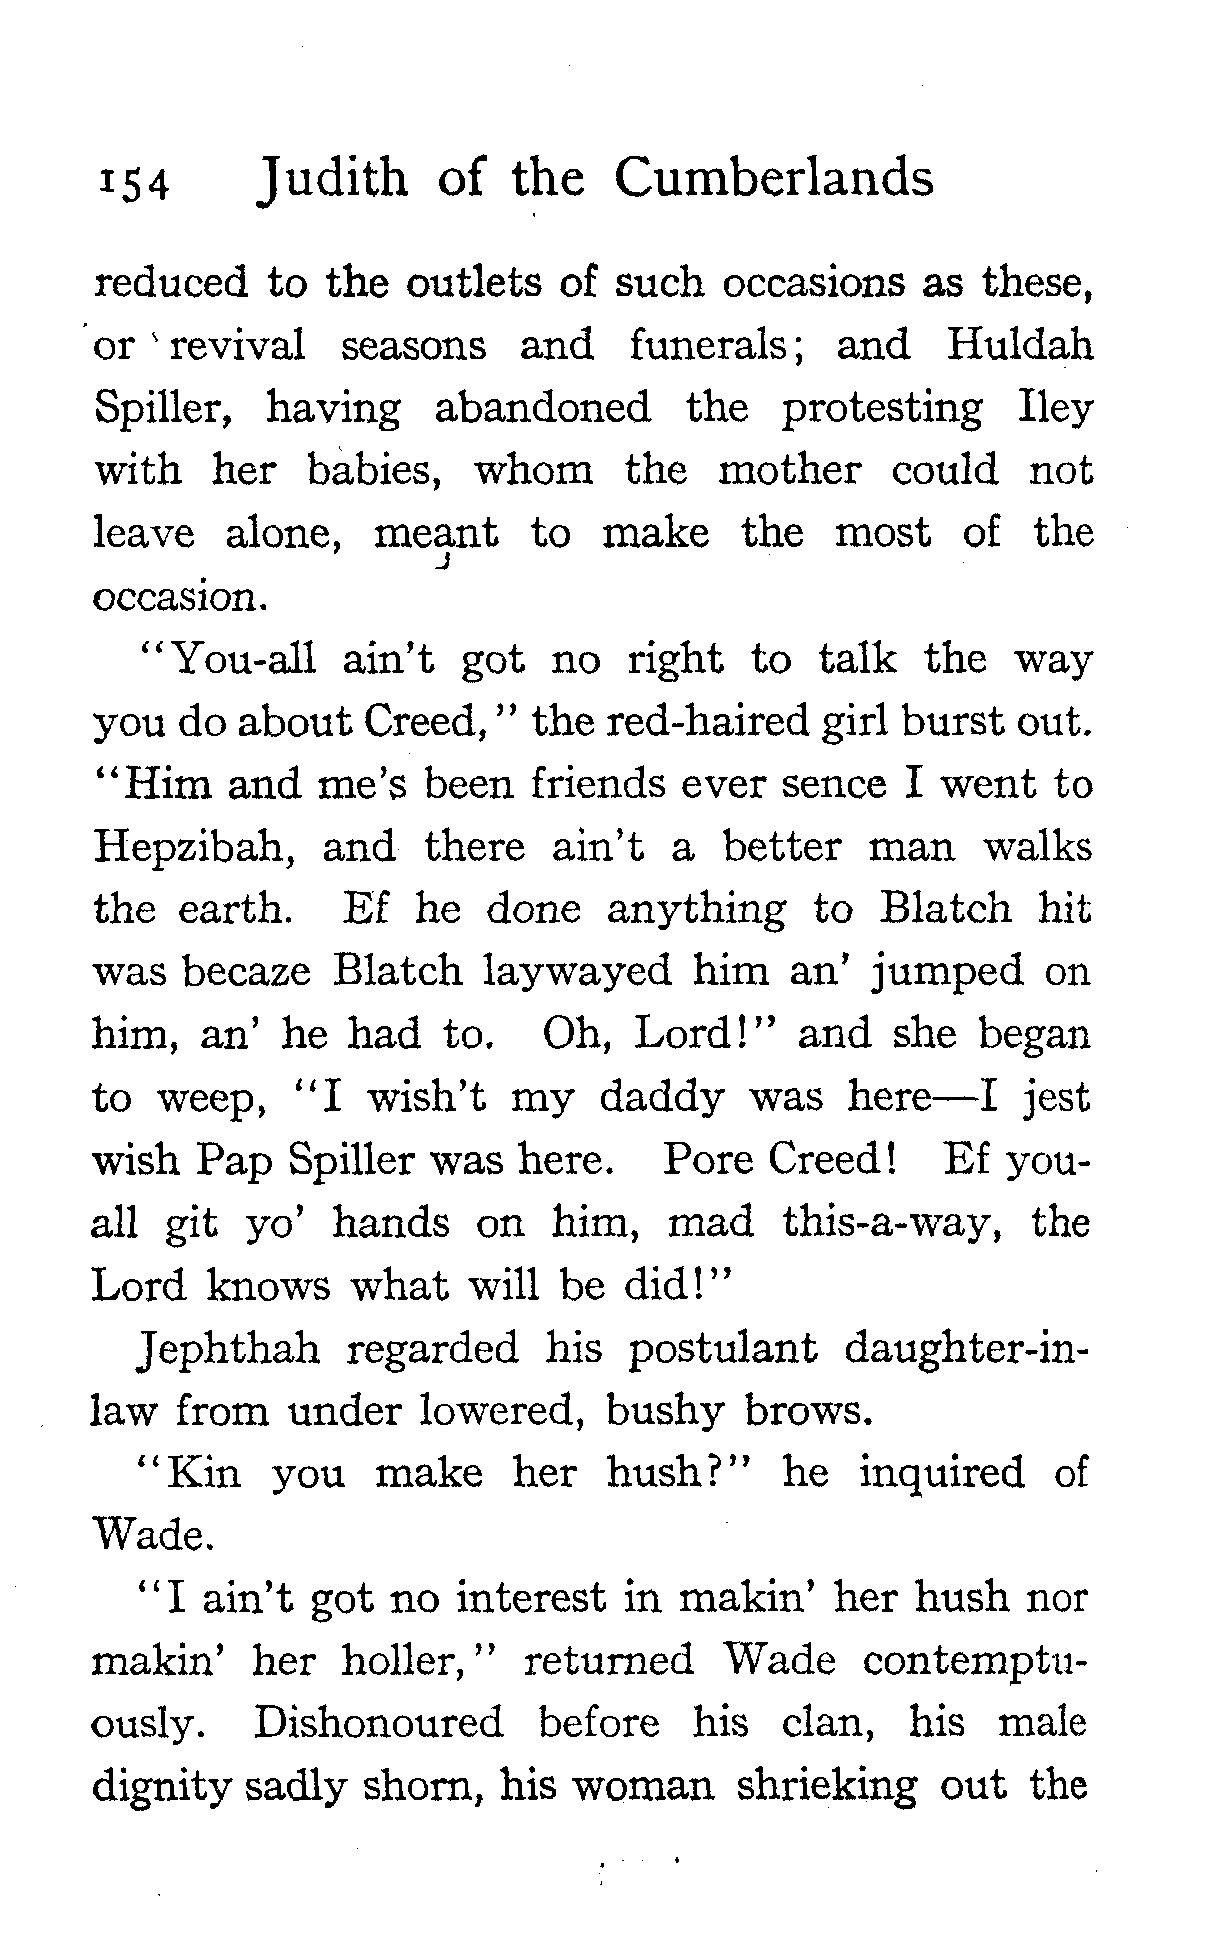 154 Judith of the Cumberlands
reduced to the outlets of such occasions as these,
or revival seasons and funerals; and Huldah
Spiller, having abandoned the protesting Iley
with her babies, whom the mother could not
leave alone, meant to make the most of the
occasion.
"You-all ain't got no right to talk the way
you do about Creed," the red-haired girl burst out.
"Him and me's been friends ever sence I went to
Hepzibah, and there ain't a better man walks
the earth. Ef he done anything to Blatch hit
was becaze Blatch laywayed him an' jumped on
him, an' he had to. Oh, Lord!" and she began
to weep, "I wish't my daddy was here—I jest
wish Pap Spiller was here. Pore Creed! Ef you-
all git yo' hands on him, mad this-a-way, the
Lord knows what will be did!"
Jephthah regarded his postulant daughter-in-
law from under lowered, bushy brows.
"Kin you make her hush?" he inquired of
Wade.
"I ain't got no interest in makin' her hush nor
makin' her holler," returned Wade contemptu-
ously. Dishonoured before his clan, his male
dignity sadly shorn, his woman shrieking out the